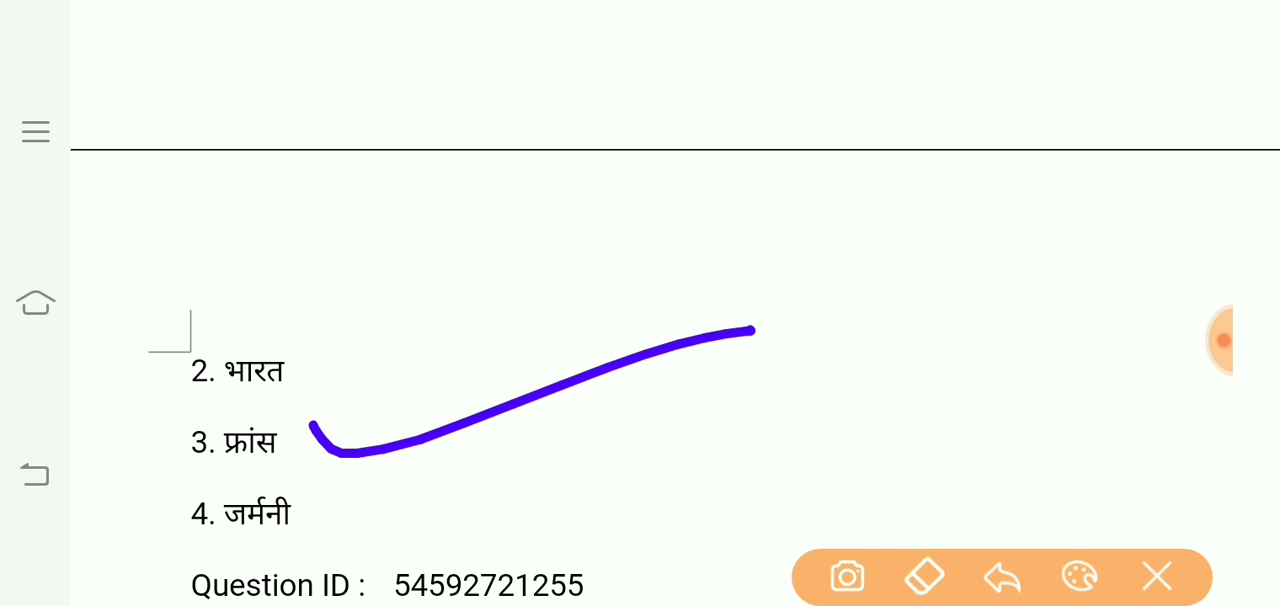 2. भारत
3. फ्रांस
4. जर्मनी
Question ID : 54592721255